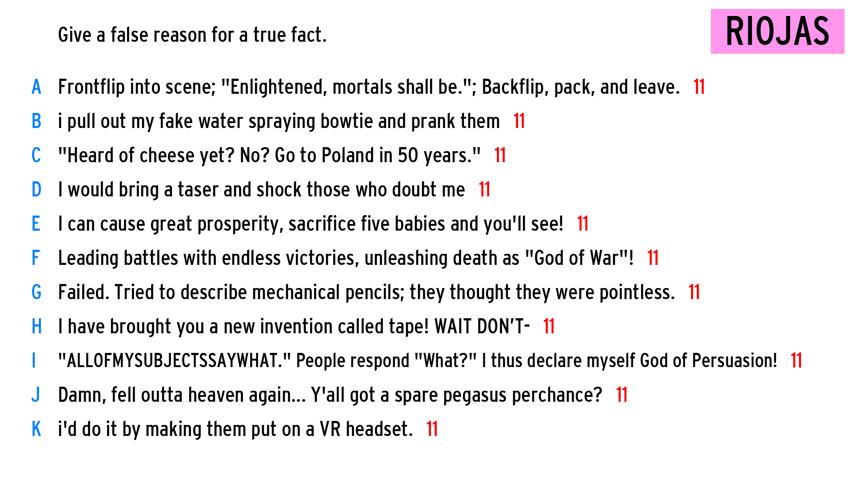 Give a false reason for a true fact.
RIOJAS
A Frontflip into scene; "Enlightened, mortals shall be."; Backflip, pack, and leave. 11
B i pull out my fake water spraying bowtie and prank them 11
C "Heard of cheese yet? No? Go to Poland in 50 years." 11
D I would bring a taser and shock those who doubt me 11
E I can cause great prosperity, sacrifice five babies and you'll see! 11
F Leading battles with endless victories, unleashing death as "God of War"! 11
G Failed. Tried to describe mechanical pencils; they thought they were pointless. 11
H I have brought you a new invention called tape! WAIT DON'T- 11
I "ALLOFMYSUBJECTSSAYWHAT." People respond "What?" I thus declare myself God of Persuasion! 11
J Damn, fell outta heaven again... Y'all got a spare pegasus perchance? 11
K i'd do it by making them put on a VR headset. 11